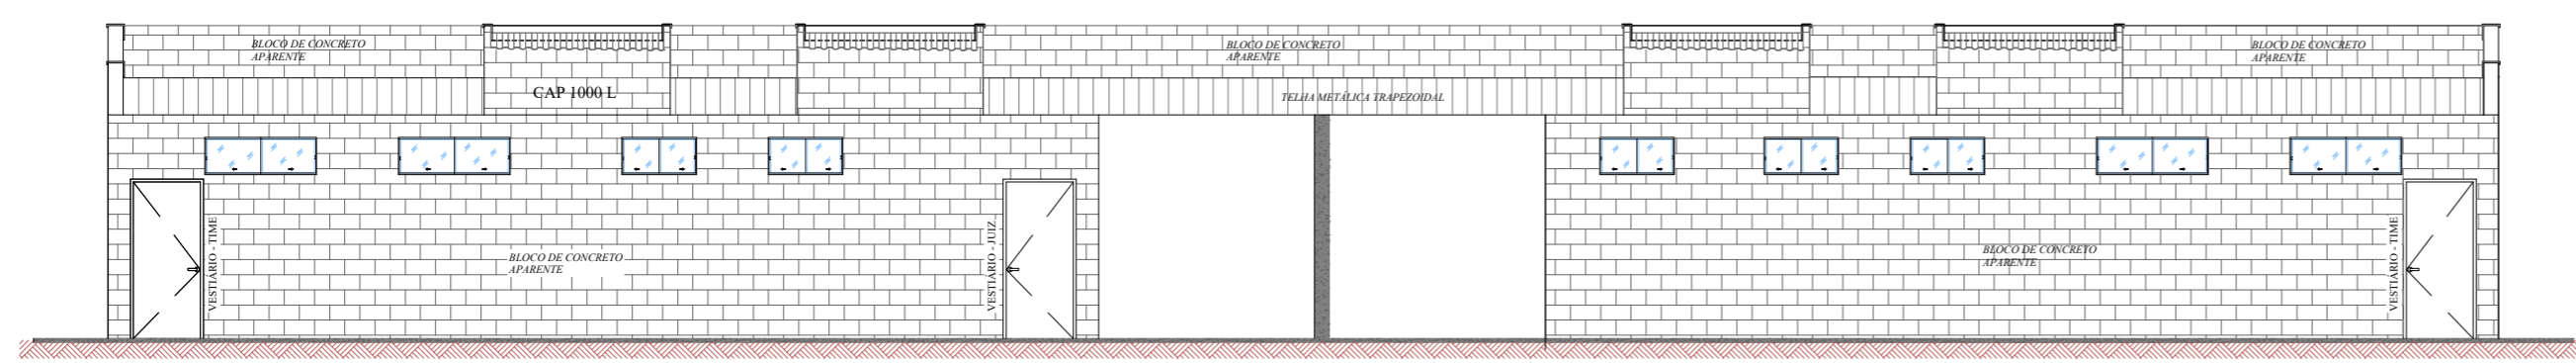 BLOCO DE CONCRETO
APARENTE
BLOCO DE CONCRETO
APARENTE
BLOCO DE CONCRETO
APARENTE
CAP 1000 L
TELHA METÁLICA TRAPEZOIDAL
VESTIÁRIO - TIME
BLOCO DE CONCRETO
APARENTE
VESTIÁRIO - JUIZ
BLOCO DE CONCRETO
APARENTE
VESTIÁRIO - TIME